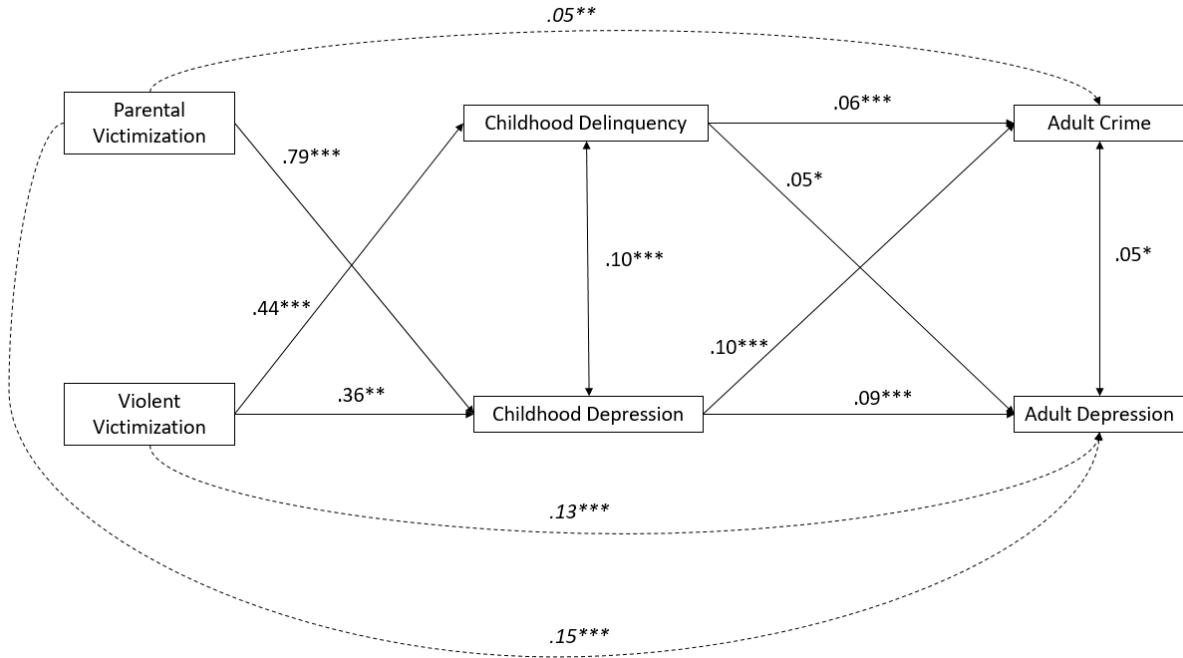 .05**
Parental
Victimization
Childhood Delinquency
.06***
Adult Crime
.79***
.05*
.10***
.05*
.44***
.10***
Violent
Victimization
.36**
Childhood Depression
.09***
Adult Depression
.13***
.15***